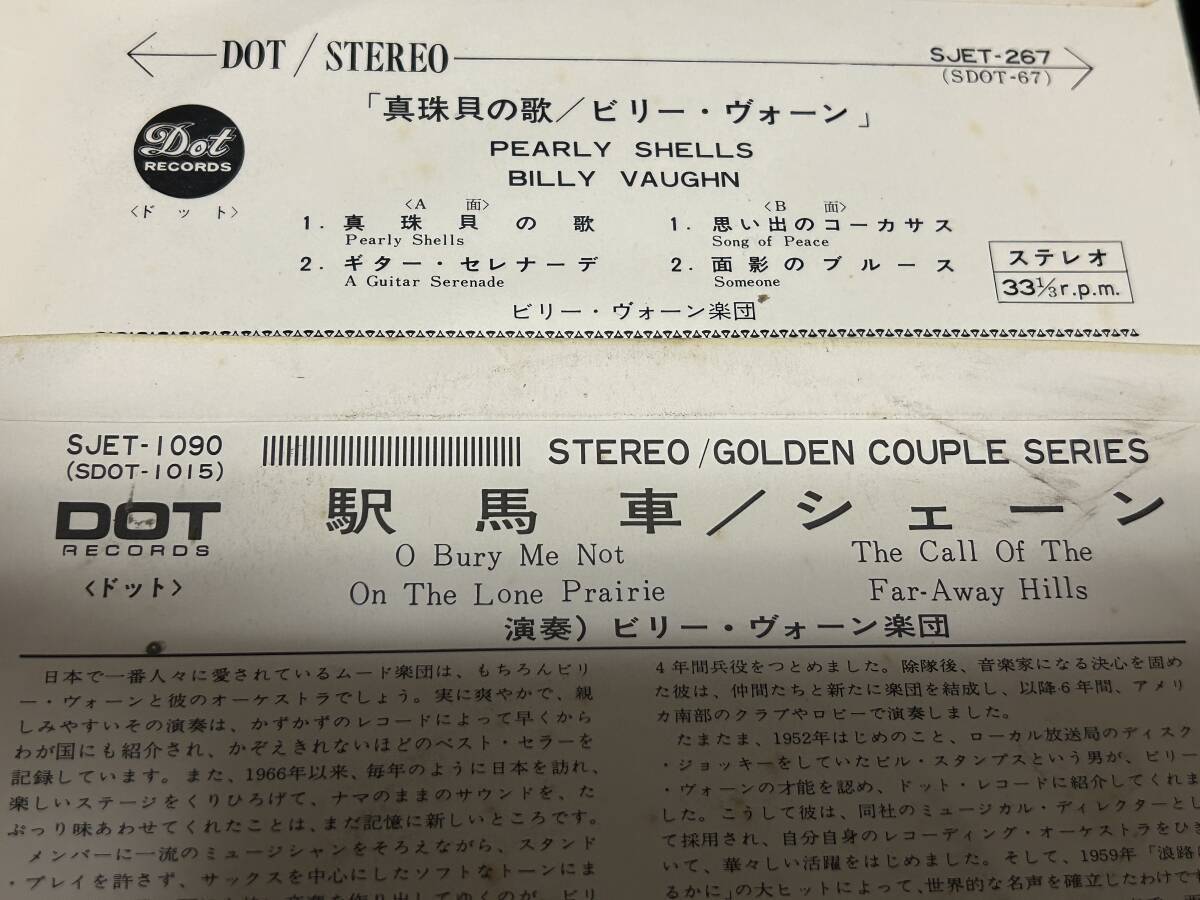 DOT / STEREO
SJET-267
(SDOT-67)
「真珠貝の歌/ビリー・ヴォーン」
PEARLY SHELLS
BILLY VAUGHN
Dot
RECORDS
〈ドット〉
〈A面〉
1. 真珠貝の歌
Pearly Shells
2. ギター・セレナーデ
A Guitar Serenade
〈B面〉
1. 思い出のコーカサス
Song of Peace
2. 面影のブルース
Someone
ステレオ
33⅓r.p.m.
ビリー・ヴォーン楽団
SJET-1090
(SDOT-1015)
STEREO/GOLDEN COUPLE SERIES
DOT
RECORDS
〈ドット〉
駅馬車/シェーン
O Bury Me Not
On The Lone Prairie
The Call Of The
Far-Away Hills
演奏)ビリー・ヴォーン楽団
日本で一番人々に愛されているムード楽団は、もちろんビリ
ー・ヴォーンと彼のオーケストラでしょう。実に爽やかで、親
しみやすいその演奏は、かずかずのレコードによって早くから
わが国にも紹介され、かぞえきれないほどのベスト・セラーを
記録しています。また、1966年以来、毎年のように日本を訪れ、
楽しいステージをくりひろげて、ナマのままのサウンドを、た
っぷり味あわせてくれたことは、まだ記憶に新しいところです。
メンバーに一流のミュージシャンをそろえながら、スタンド
・プレイを許さず、サックスを中心にしたソフトなトーンにま
4年間兵役をつとめました。除隊後、音楽家になる決心を固め
た彼は、仲間たちと新たに楽団を結成し、以降6年間、アメリ
カ南部のクラブやロビーで演奏しました。
たまたま、1952年はじめのこと、ローカル放送局のディスク
・ジョッキーをしていたビル・スタンプスという男が、ビリー
・ヴォーンの才能を認め、ドット・レコードに紹介してくれま
した。こうして彼は、同社のミュージカル・ディレクターとし
て採用され、自分自身のレコーディング・オーケストラをひき
いて、華々しい活躍をはじめました。そして、1959年「浪路は
るかに」の大ヒットによって、世界的な名声を確立したわけで